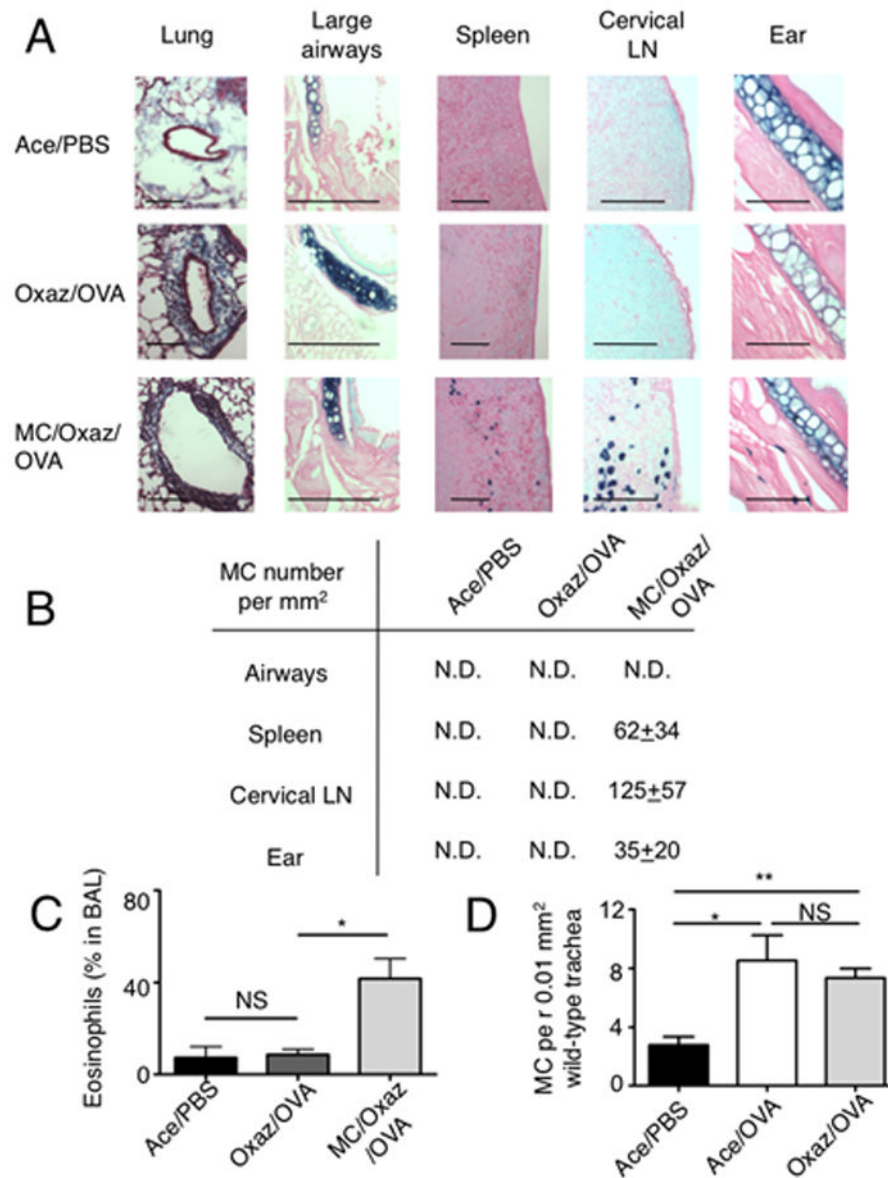 A
Lung
Large
airways
Spleen
Cervical
LN
Ear
Ace/PBS
Oxaz/OVA
MC/Oxaz/
OVA
B
MC number
per mm²
Ace/PBS
Oxaz/OVA
MC/Oxaz/
OVA
Airways N.D. N.D. N.D.
Spleen N.D. N.D. 62±34
Cervical LN N.D. N.D. 125±57
Ear N.D. N.D. 35±20
C
Eosinophils (% in BAL)
80
40
0
NS
*
Ace/PBS
Oxaz/OVA
MC/Oxaz
/OVA
D
MC pe r 0.01 mm²
wild-type trachea
12
8
4
0
**
*
NS
Ace/PBS
Ace/OVA
Oxaz/OVA